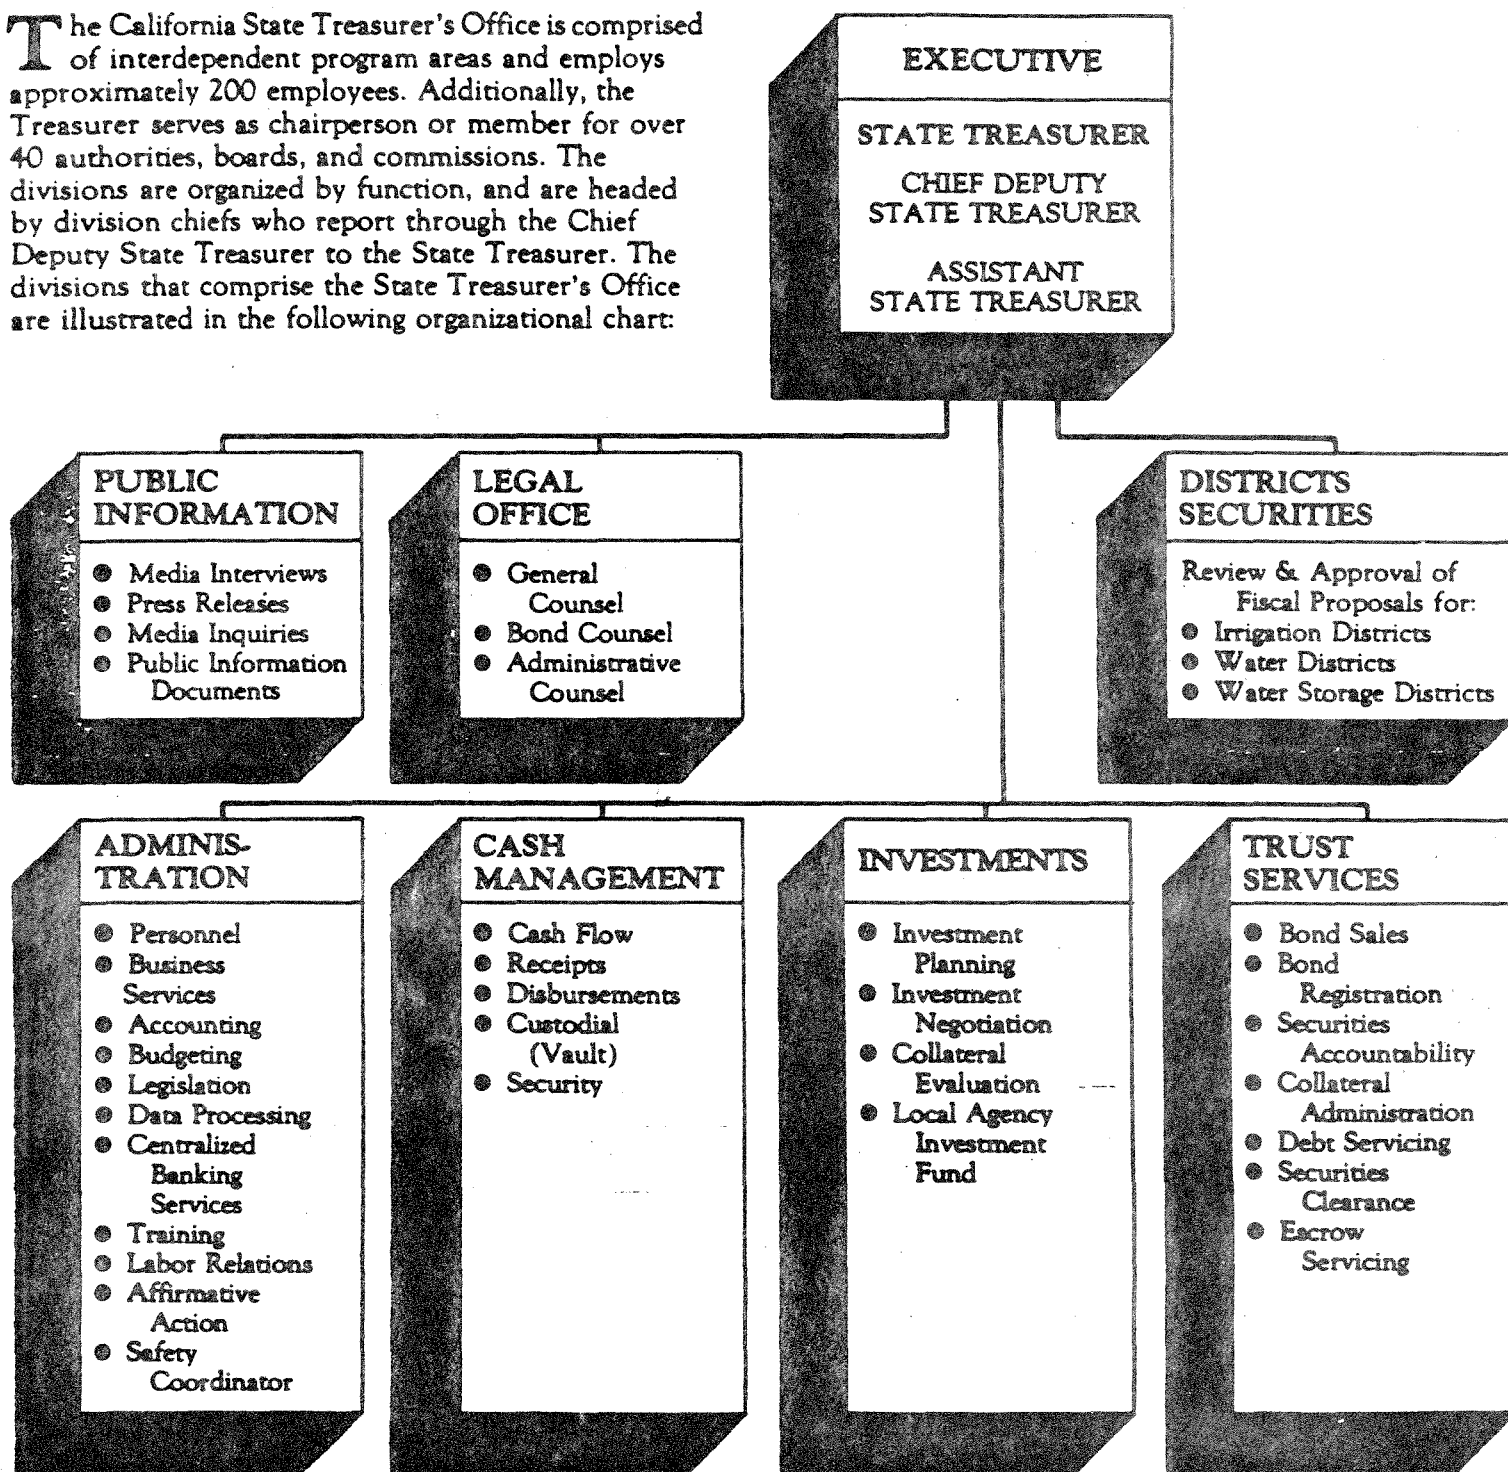 The California State Treasurer's Office is comprised
of interdependent program areas and employs
approximately 200 employees. Additionally, the
Treasurer serves as chairperson or member for over
40 authorities, boards, and commissions. The
divisions are organized by function, and are headed
by division chiefs who report through the Chief
Deputy State Treasurer to the State Treasurer. The
divisions that comprise the State Treasurer's Office
are illustrated in the following organizational chart:
EXECUTIVE
STATE TREASURER
CHIEF DEPUTY
STATE TREASURER
ASSISTANT
STATE TREASURER
PUBLIC
INFORMATION
● Media Interviews
● Press Releases
● Media Inquiries
● Public Information
Documents
LEGAL
OFFICE
● General
Counsel
● Bond Counsel
● Administrative
Counsel
DISTRICTS
SECURITIES
Review & Approval of
Fiscal Proposals for:
● Irrigation Districts
● Water Districts
● Water Storage Districts
ADMINIS-
TRATION
● Personnel
● Business
Services
● Accounting
● Budgeting
● Legislation
● Data Processing
● Centralized
Banking
Services
● Training
● Labor Relations
● Affirmative
Action
● Safety
Coordinator
CASH
MANAGEMENT
● Cash Flow
● Receipts
● Disbursements
● Custodial
(Vault)
● Security
INVESTMENTS
● Investment
Planning
● Investment
Negotiation
● Collateral
Evaluation
● Local Agency
Investment
Fund
TRUST
SERVICES
● Bond Sales
● Bond
Registration
● Securities
Accountability
● Collateral
Administration
● Debt Servicing
● Securities
Clearance
● Escrow
Servicing